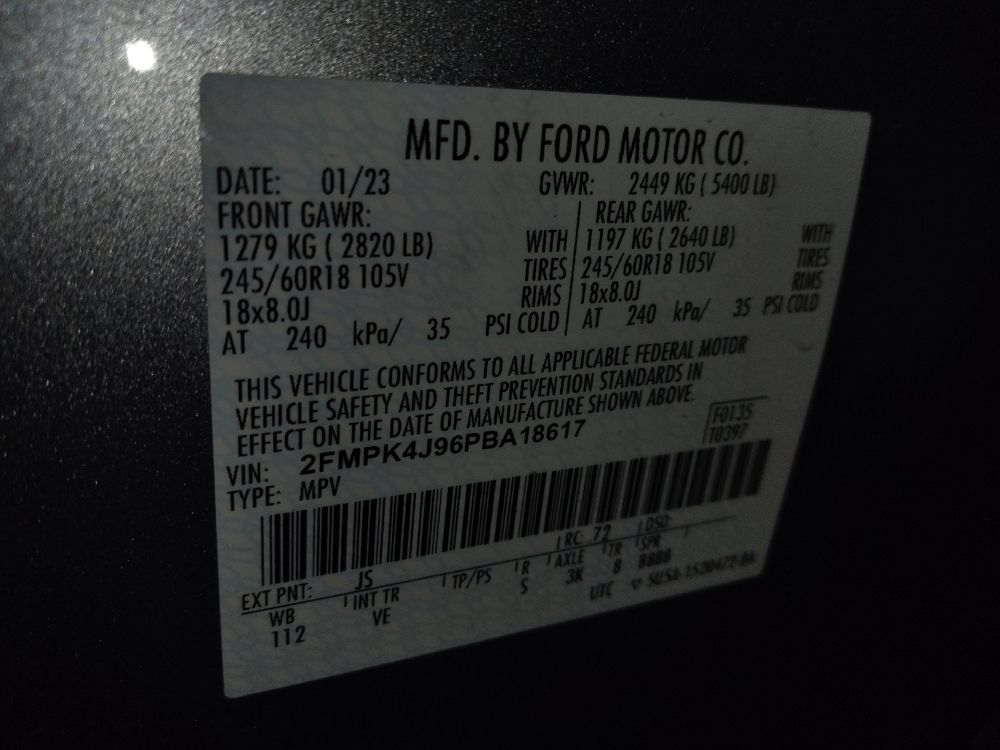 MFD. BY FORD MOTOR CO.
DATE: 01/23 GVWR: 2449 KG ( 5400 LB)
FRONT GAWR: REAR GAWR:
1279 KG ( 2820 LB) WITH 1197 KG ( 2640 LB) WITH
245/60R18 105V TIRES 245/60R18 105V TIRES
18x8.0J RIMS 18x8.0J RIMS
AT 240 kPa/ 35 PSI COLD AT 240 kPa/ 35 PSI COLD
THIS VEHICLE CONFORMS TO ALL APPLICABLE FEDERAL MOTOR
VEHICLE SAFETY AND THEFT PREVENTION STANDARDS IN
EFFECT ON THE DATE OF MANUFACTURE SHOWN ABOVE.
F0135
T0397
VIN: 2FMPK4J96PBA18617
TYPE: MPV
EXT PNT: JS RC: 72 DSO:
WB INT TR TP/PS R AXLE TR SPR
112 VE S 3K 8 BBBB
UTC